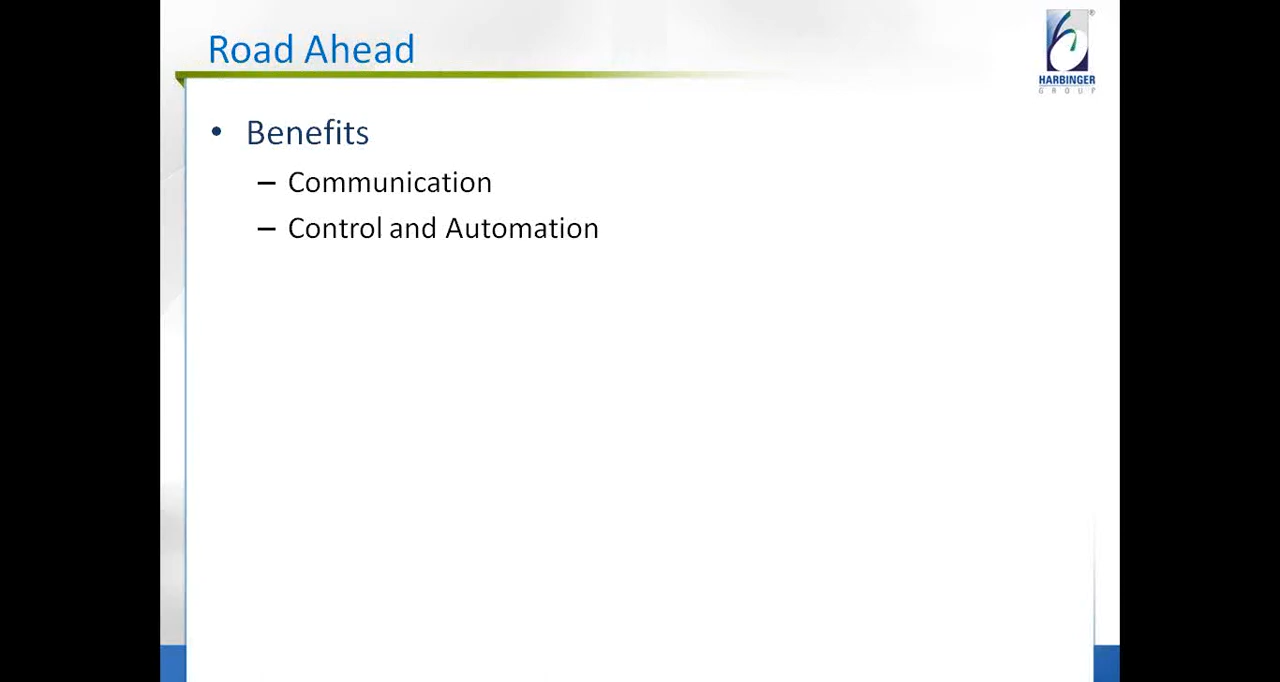 Road Ahead
HARBINGER
GROUP
• Benefits
– Communication
– Control and Automation